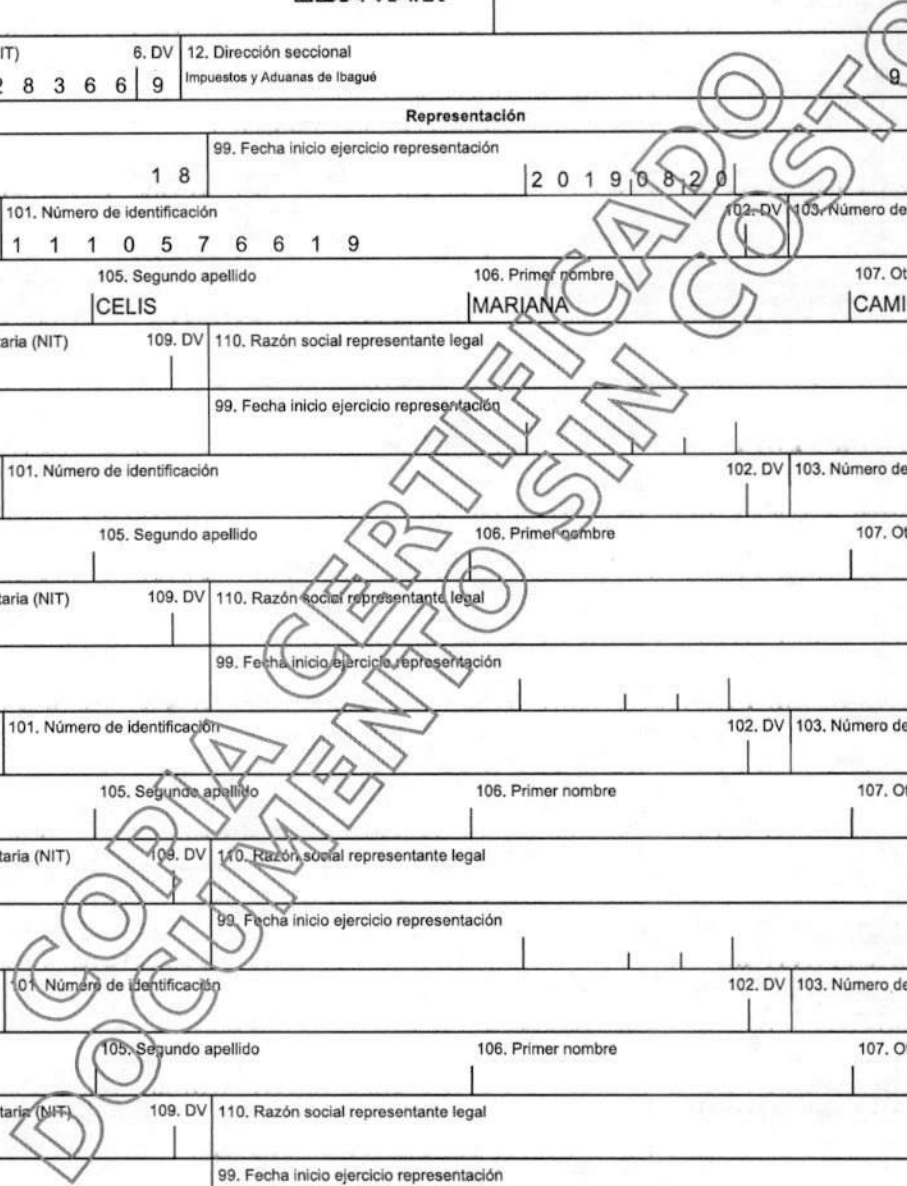 IT) 6. DV 12. Dirección seccional
8 3 6 6 9 Impuestos y Aduanas de Ibagué 9
Representación
99. Fecha inicio ejercicio representación
1 8 2 0 1 9 0 8 2 0
101. Número de identificación 102. DV 103. Número de
1 1 1 0 5 7 6 6 1 9
105. Segundo apellido 106. Primer nombre 107. Ot
CELIS MARIANA CAMI
taria (NIT) 109. DV 110. Razón social representante legal
99. Fecha inicio ejercicio representación
101. Número de identificación 102. DV 103. Número de
105. Segundo apellido 106. Primer nombre 107. Ot
taria (NIT) 109. DV 110. Razón social representante legal
99. Fecha inicio ejercicio representación
101. Número de identificación 102. DV 103. Número de
105. Segundo apellido 106. Primer nombre 107. Ot
taria (NIT) 109. DV 110. Razón social representante legal
99. Fecha inicio ejercicio representación
101. Número de identificación 102. DV 103. Número de
105. Segundo apellido 106. Primer nombre 107. Ot
taria (NIT) 109. DV 110. Razón social representante legal
99. Fecha inicio ejercicio representación
COPIA CERTIFICADO
DOCUMENTO SIN COSTO